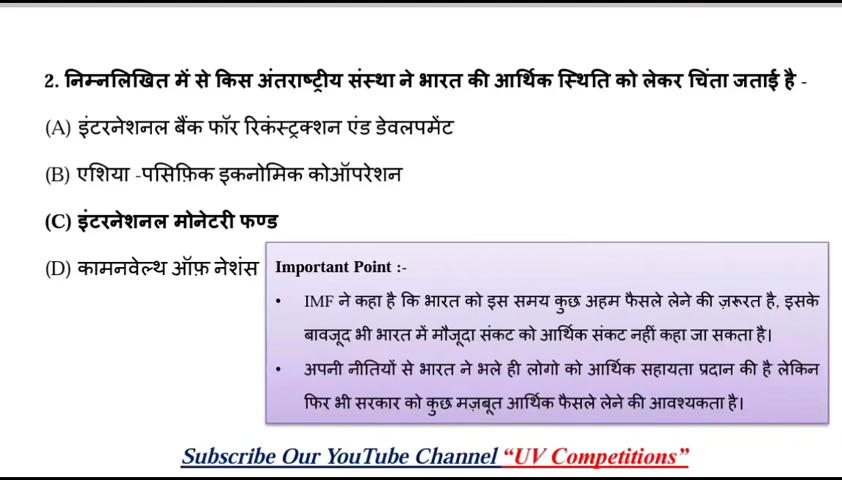 2. निम्नलिखित में से किस अंतराष्ट्रीय संस्था ने भारत की आर्थिक स्थिति को लेकर चिंता जताई है -
(A) इंटरनेशनल बैंक फॉर रिकंस्ट्रक्शन एंड डेवलपमेंट
(B) एशिया -पसिफ़िक इकनोमिक कोऑपरेशन
(C) इंटरनेशनल मोनेटरी फण्ड
(D) कामनवेल्थ ऑफ़ नेशंस
Important Point :-
• IMF ने कहा है कि भारत को इस समय कुछ अहम फैसले लेने की ज़रूरत है, इसके
बावजूद भी भारत में मौजूदा संकट को आर्थिक संकट नहीं कहा जा सकता है।
• अपनी नीतियों से भारत ने भले ही लोगो को आर्थिक सहायता प्रदान की है लेकिन
फिर भी सरकार को कुछ मज़बूत आर्थिक फैसले लेने की आवश्यकता है।
Subscribe Our YouTube Channel “UV Competitions”